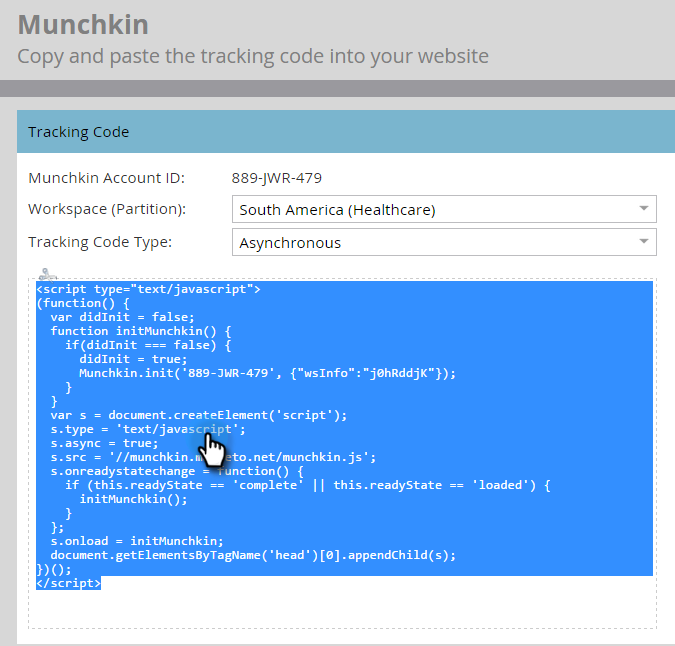 Munchkin
Copy and paste the tracking code into your website
Tracking Code
Munchkin Account ID: 889-JWR-479
Workspace (Partition): South America (Healthcare)
Tracking Code Type: Asynchronous
<script type="text/javascript">
(function() {
  var didInit = false;
  function initMunchkin() {
    if(didInit === false) {
      didInit = true;
      Munchkin.init('889-JWR-479', {"wsInfo":"j0hRddjK"});
    }
  }
  var s = document.createElement('script');
  s.type = 'text/javascript';
  s.async = true;
  s.src = '//munchkin.m eto.net/munchkin.js';
  s.onreadystatechange = function() {
    if (this.readyState == 'complete' || this.readyState == 'loaded') {
      initMunchkin();
    }
  };
  s.onload = initMunchkin;
  document.getElementsByTagName('head')[0].appendChild(s);
})();
</script>